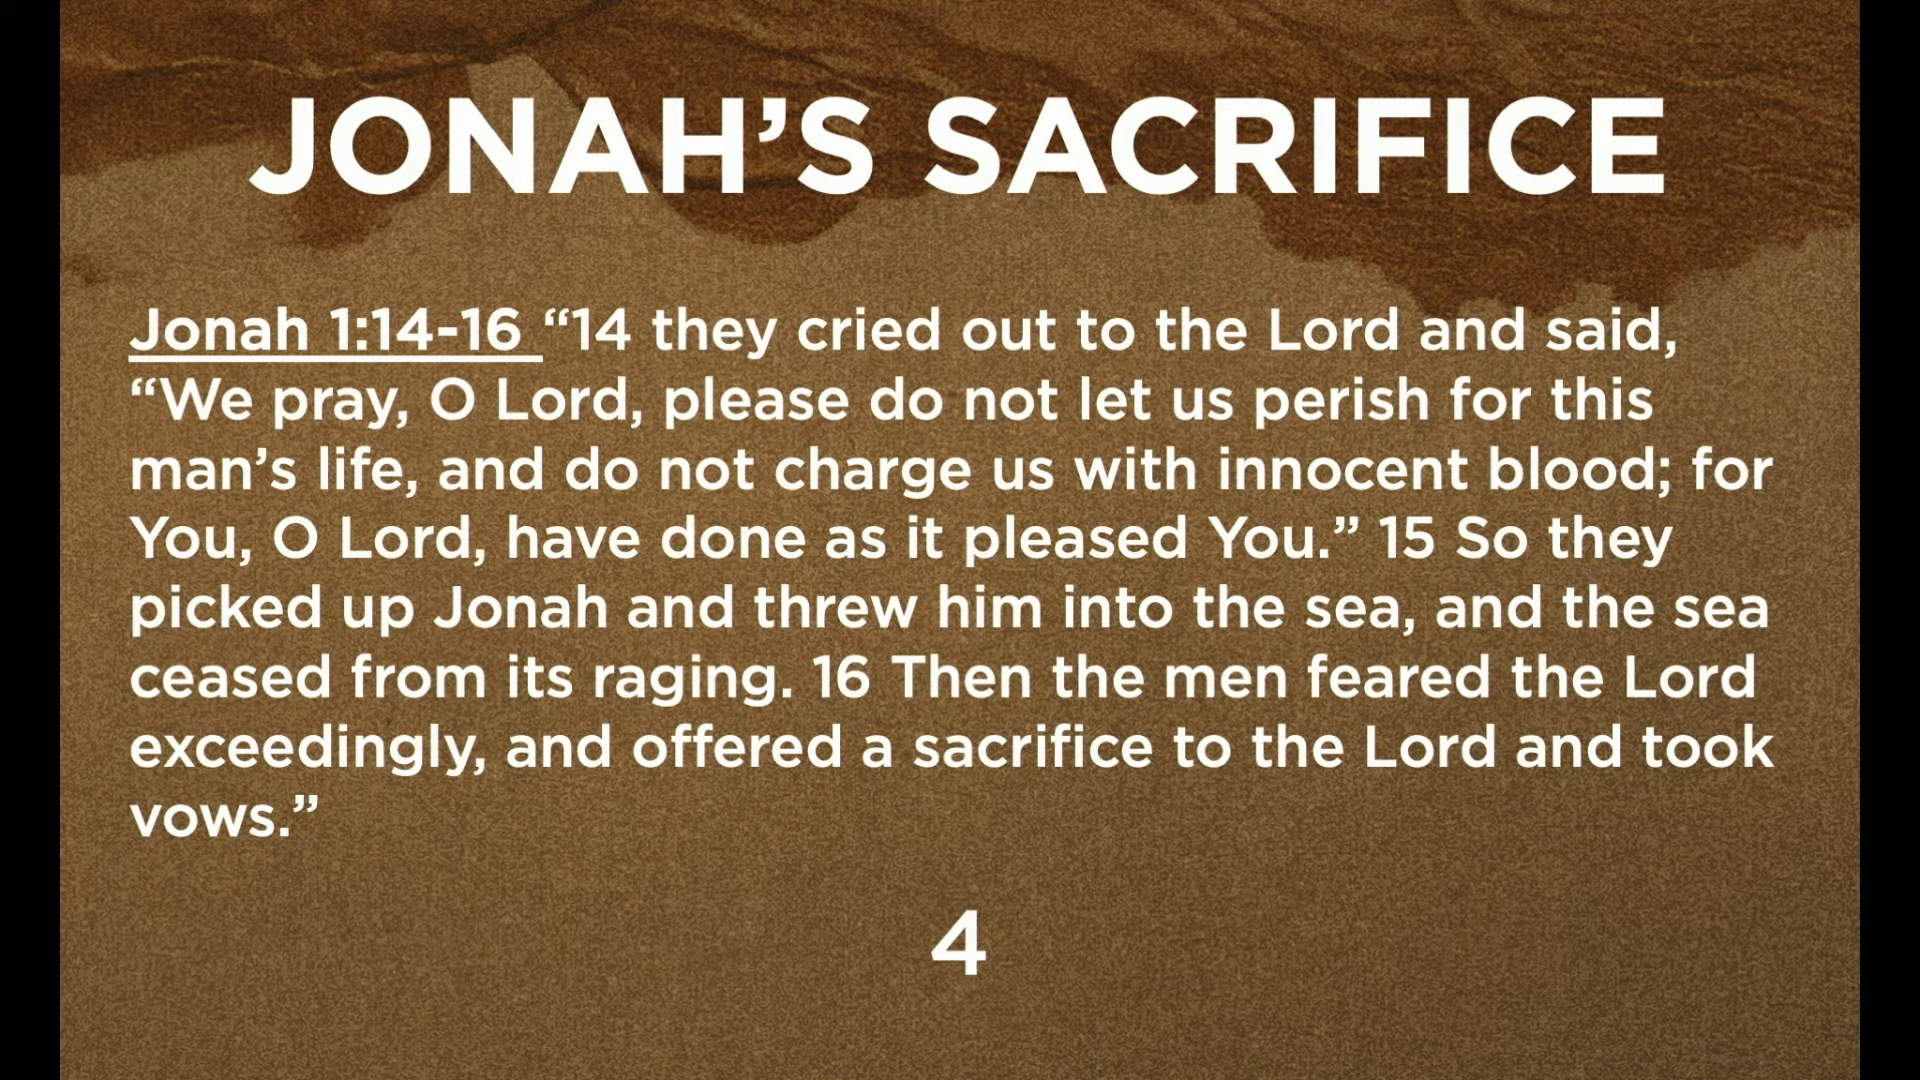 JONAH’S SACRIFICE
Jonah 1:14-16 “14 they cried out to the Lord and said,
“We pray, O Lord, please do not let us perish for this
man’s life, and do not charge us with innocent blood; for
You, O Lord, have done as it pleased You.” 15 So they
picked up Jonah and threw him into the sea, and the sea
ceased from its raging. 16 Then the men feared the Lord
exceedingly, and offered a sacrifice to the Lord and took
vows.”
4